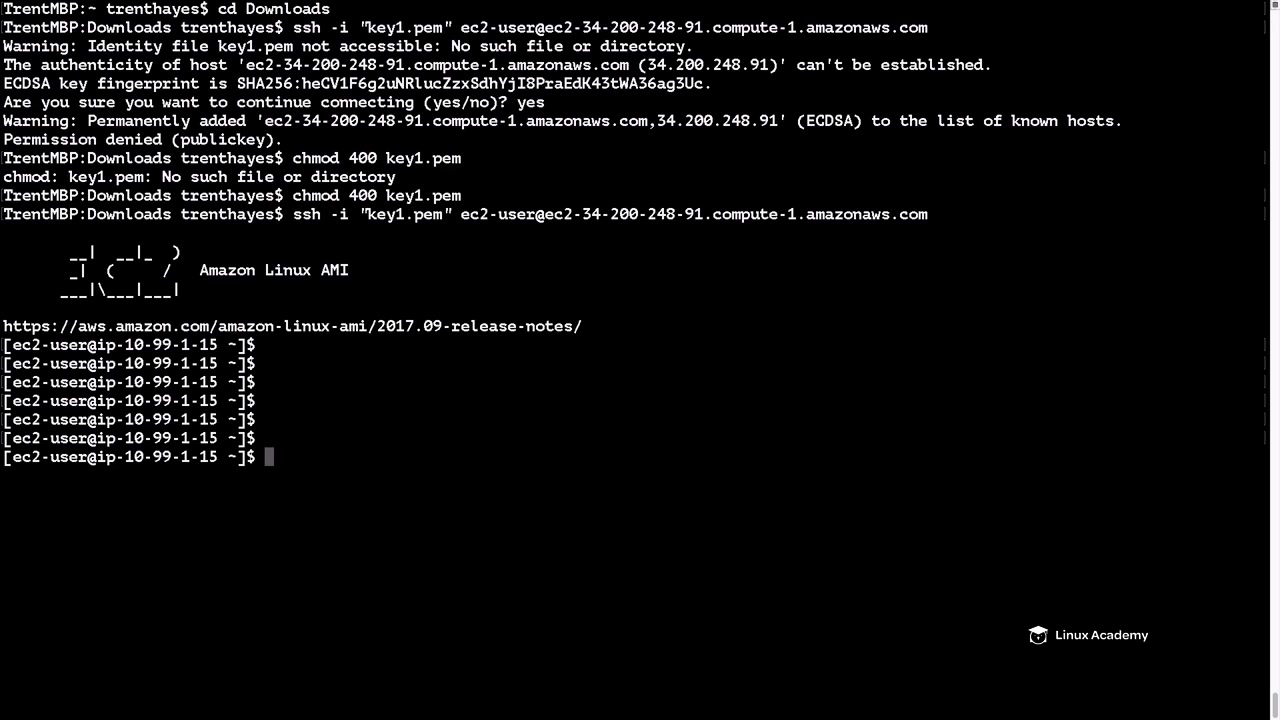 TrentMBP:~ trenthayes$ cd Downloads
TrentMBP:Downloads trenthayes$ ssh -i "key1.pem" ec2-user@ec2-34-200-248-91.compute-1.amazonaws.com
Warning: Identity file key1.pem not accessible: No such file or directory.
The authenticity of host 'ec2-34-200-248-91.compute-1.amazonaws.com (34.200.248.91)' can't be established.
ECDSA key fingerprint is SHA256:heCV1F6g2uNRlucZzxSdhYjI8PraEdK43tWA36ag3Uc.
Are you sure you want to continue connecting (yes/no)? yes
Warning: Permanently added 'ec2-34-200-248-91.compute-1.amazonaws.com,34.200.248.91' (ECDSA) to the list of known hosts.
Permission denied (publickey).
TrentMBP:Downloads trenthayes$ chmod 400 key1.pem
chmod: key1.pem: No such file or directory
TrentMBP:Downloads trenthayes$ chmod 400 key1.pem
TrentMBP:Downloads trenthayes$ ssh -i "key1.pem" ec2-user@ec2-34-200-248-91.compute-1.amazonaws.com
       __|  __|_  )
       _|  (     /   Amazon Linux AMI
      ___|\___|___|
https://aws.amazon.com/amazon-linux-ami/2017.09-release-notes/
[ec2-user@ip-10-99-1-15 ~]$
[ec2-user@ip-10-99-1-15 ~]$
[ec2-user@ip-10-99-1-15 ~]$
[ec2-user@ip-10-99-1-15 ~]$
[ec2-user@ip-10-99-1-15 ~]$
[ec2-user@ip-10-99-1-15 ~]$
[ec2-user@ip-10-99-1-15 ~]$
Linux Academy